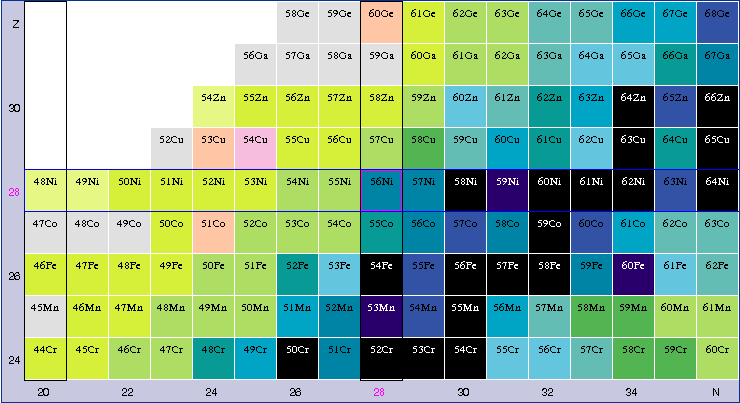 Z 58Ge 59Ge 60Ge 61Ge 62Ge 63Ge 64Ge 65Ge 66Ge 67Ge 68Ge
56Ga 57Ga 58Ga 59Ga 60Ga 61Ga 62Ga 63Ga 64Ga 65Ga 66Ga 67Ga
30 54Zn 55Zn 56Zn 57Zn 58Zn 59Zn 60Zn 61Zn 62Zn 63Zn 64Zn 65Zn 66Zn
52Cu 53Cu 54Cu 55Cu 56Cu 57Cu 58Cu 59Cu 60Cu 61Cu 62Cu 63Cu 64Cu 65Cu
28 48Ni 49Ni 50Ni 51Ni 52Ni 53Ni 54Ni 55Ni 56Ni 57Ni 58Ni 59Ni 60Ni 61Ni 62Ni 63Ni 64Ni
47Co 48Co 49Co 50Co 51Co 52Co 53Co 54Co 55Co 56Co 57Co 58Co 59Co 60Co 61Co 62Co 63Co
26 46Fe 47Fe 48Fe 49Fe 50Fe 51Fe 52Fe 53Fe 54Fe 55Fe 56Fe 57Fe 58Fe 59Fe 60Fe 61Fe 62Fe
45Mn 46Mn 47Mn 48Mn 49Mn 50Mn 51Mn 52Mn 53Mn 54Mn 55Mn 56Mn 57Mn 58Mn 59Mn 60Mn 61Mn
24 44Cr 45Cr 46Cr 47Cr 48Cr 49Cr 50Cr 51Cr 52Cr 53Cr 54Cr 55Cr 56Cr 57Cr 58Cr 59Cr 60Cr
20 22 24 26 28 30 32 34 N